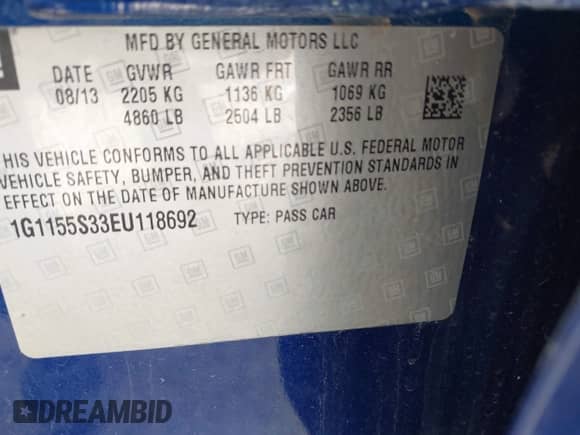 GM
MFD BY GENERAL MOTORS LLC
DATE GVWR GAWR FRT GAWR RR
08/13 2205 KG 1136 KG 1069 KG
4860 LB 2504 LB 2356 LB
THIS VEHICLE CONFORMS TO ALL APPLICABLE U.S. FEDERAL MOTOR
VEHICLE SAFETY, BUMPER, AND THEFT PREVENTION STANDARDS IN
EFFECT ON THE DATE OF MANUFACTURE SHOWN ABOVE.
1G1155S33EU118692 TYPE: PASS CAR
DREAMBID